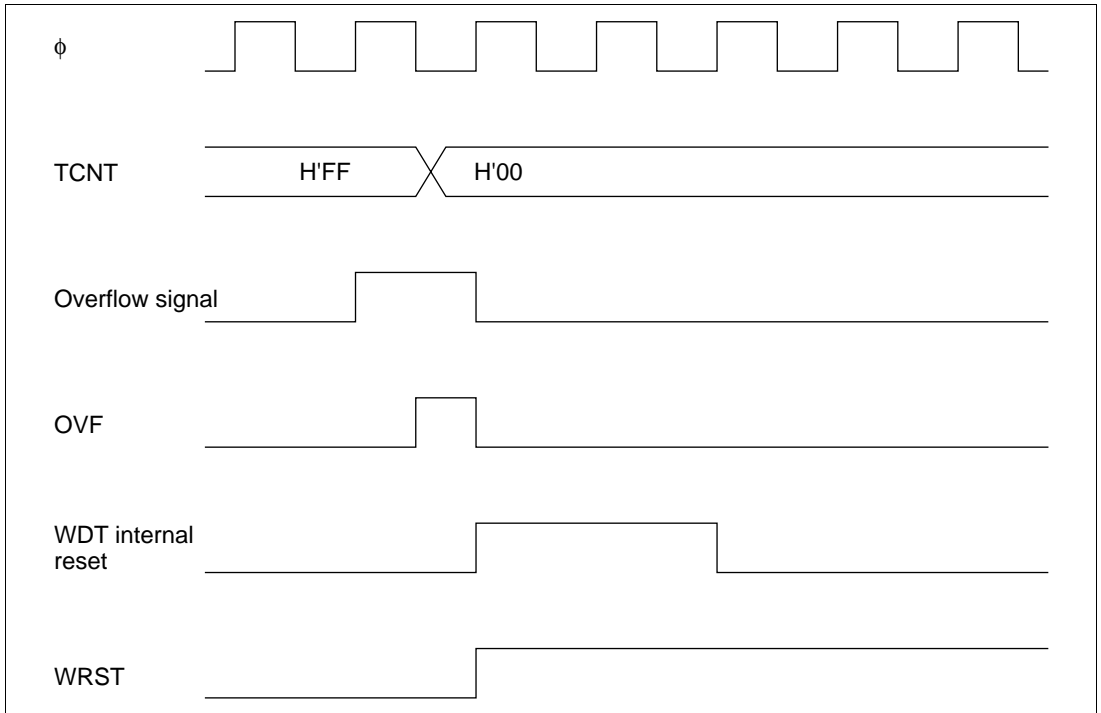 ϕ
TCNT
H'FF
H'00
Overflow signal
OVF
WDT internal
reset
WRST